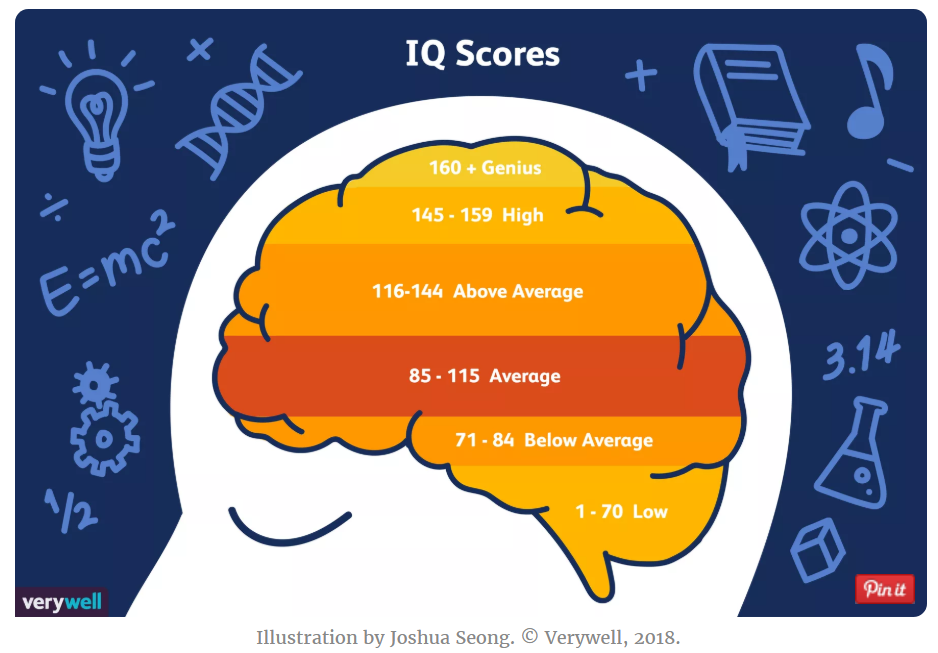 IQ Scores
160 + Genius
145 - 159 High
116-144 Above Average
85 - 115 Average
71 - 84 Below Average
1 - 70 Low
E=mc²
3.14
1/2
verywell
Pin it
Illustration by Joshua Seong. © Verywell, 2018.